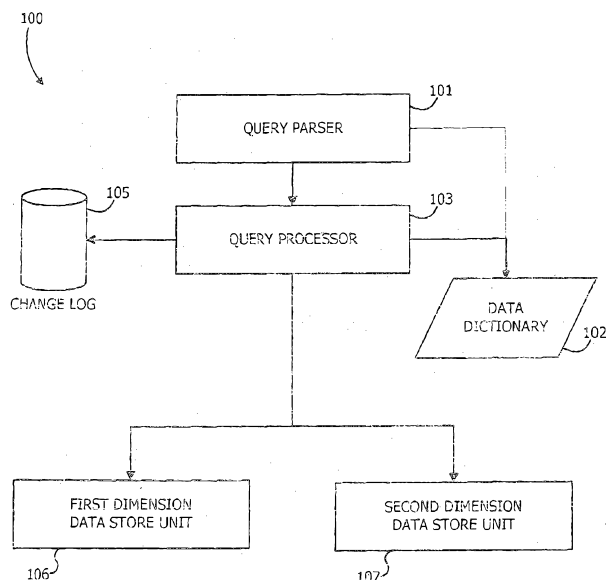 100
101
QUERY PARSER
105
103
QUERY PROCESSOR
CHANGE LOG
DATA
DICTIONARY
102
FIRST DIMENSION
DATA STORE UNIT
SECOND DIMENSION
DATA STORE UNIT
106
107